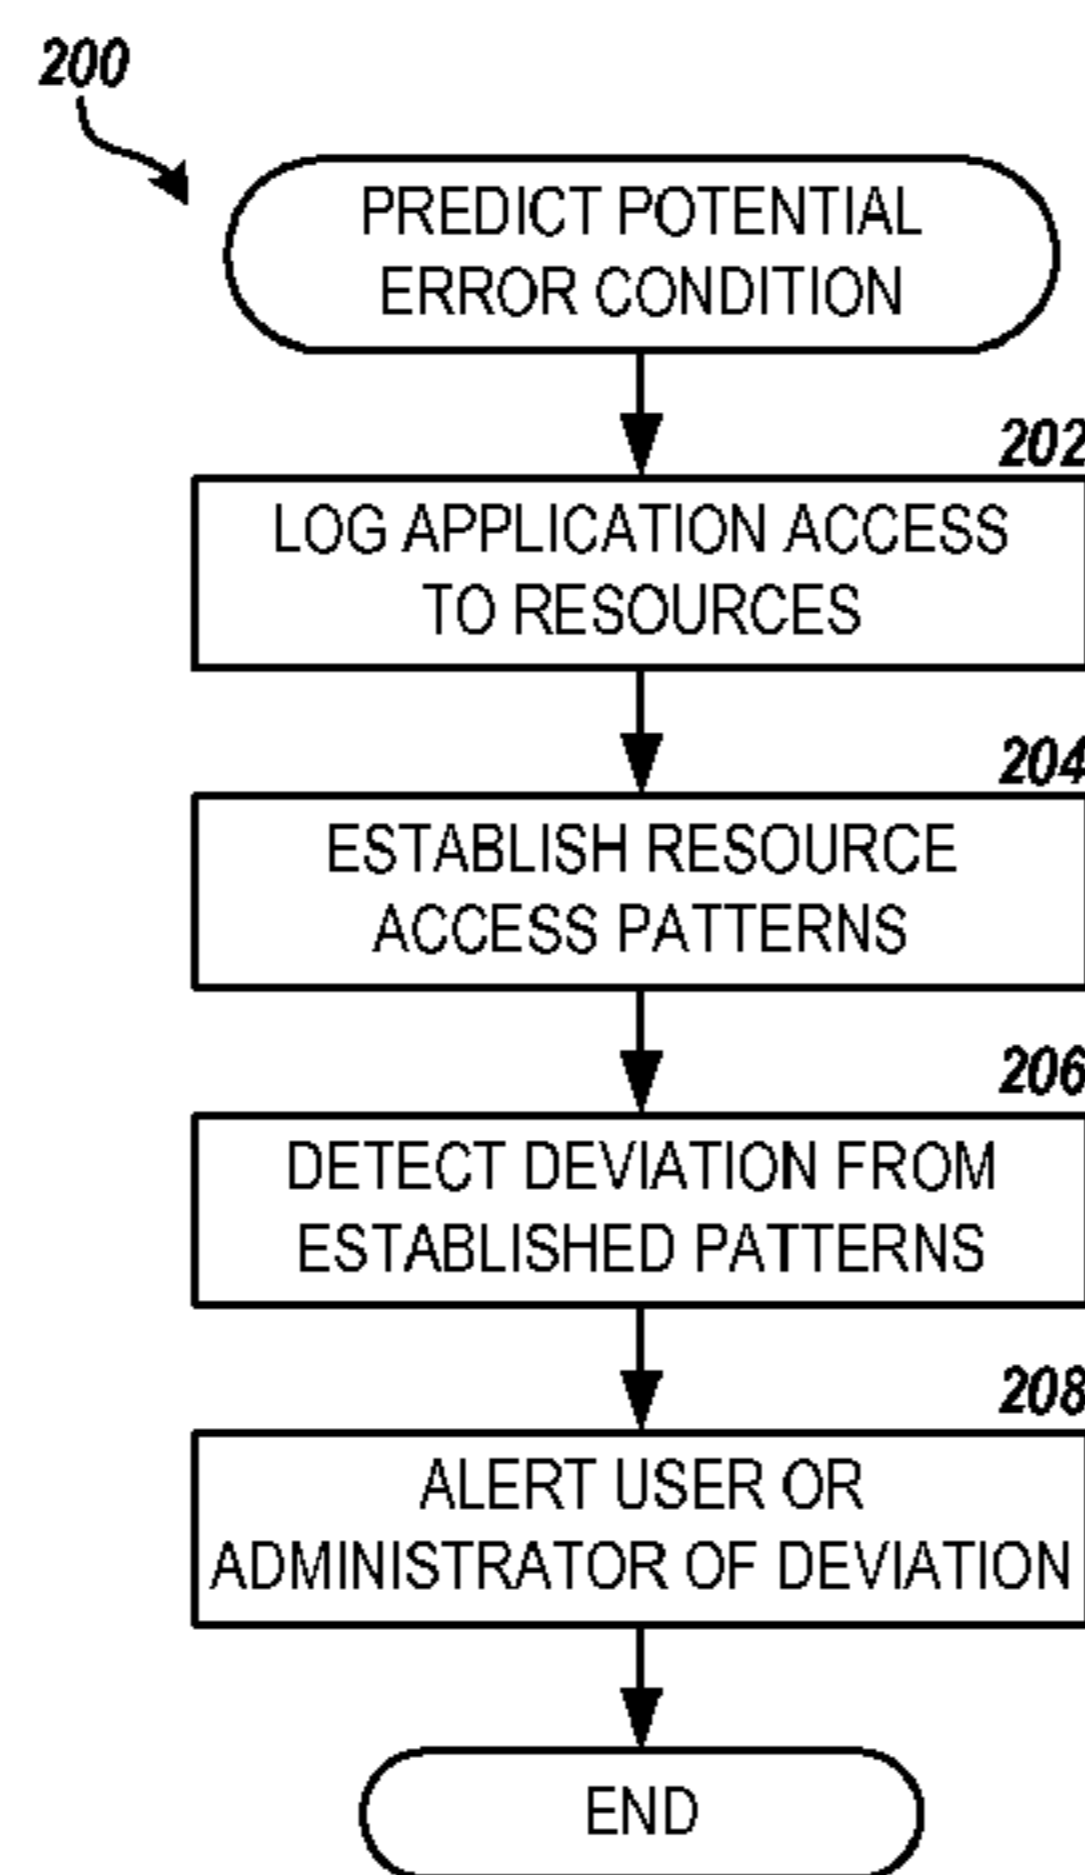 200
PREDICT POTENTIAL
ERROR CONDITION
202
LOG APPLICATION ACCESS
TO RESOURCES
204
ESTABLISH RESOURCE
ACCESS PATTERNS
206
DETECT DEVIATION FROM
ESTABLISHED PATTERNS
208
ALERT USER OR
ADMINISTRATOR OF DEVIATION
END